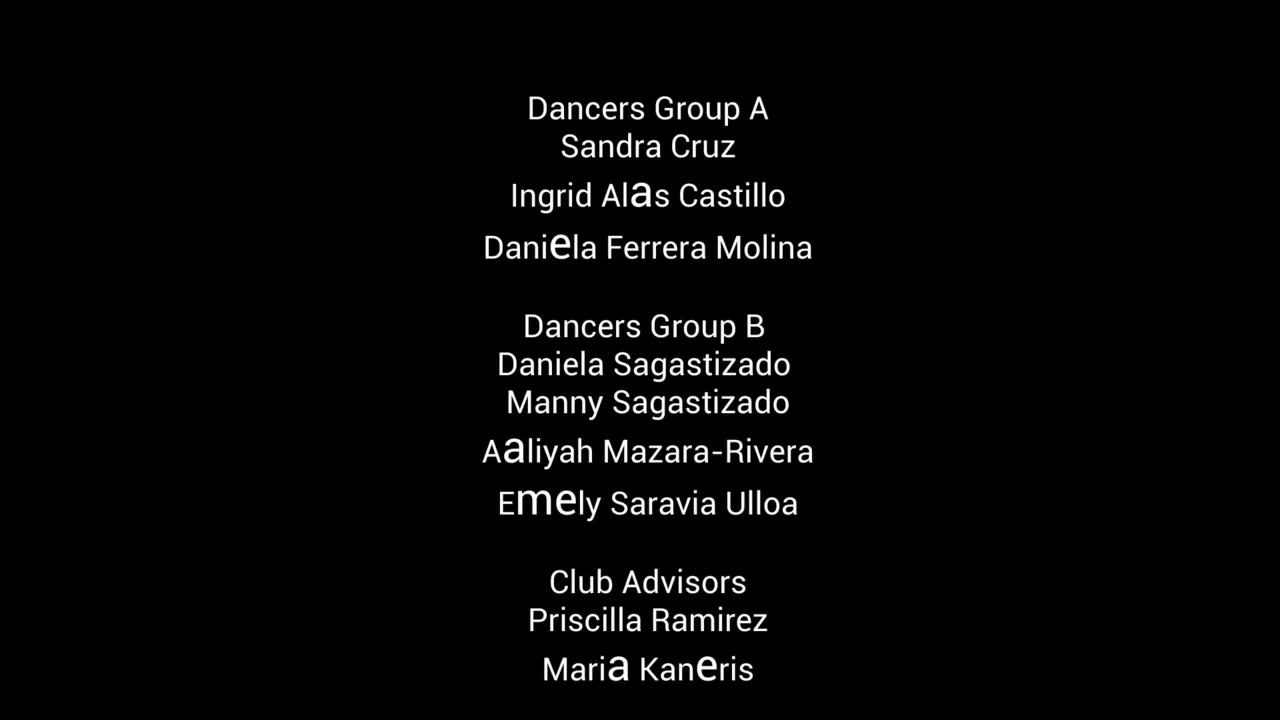 Dancers Group A
Sandra Cruz
Ingrid Alas Castillo
Daniela Ferrera Molina
Dancers Group B
Daniela Sagastizado
Manny Sagastizado
Aaliyah Mazara-Rivera
Emely Saravia Ulloa
Club Advisors
Priscilla Ramirez
Maria Kaneris